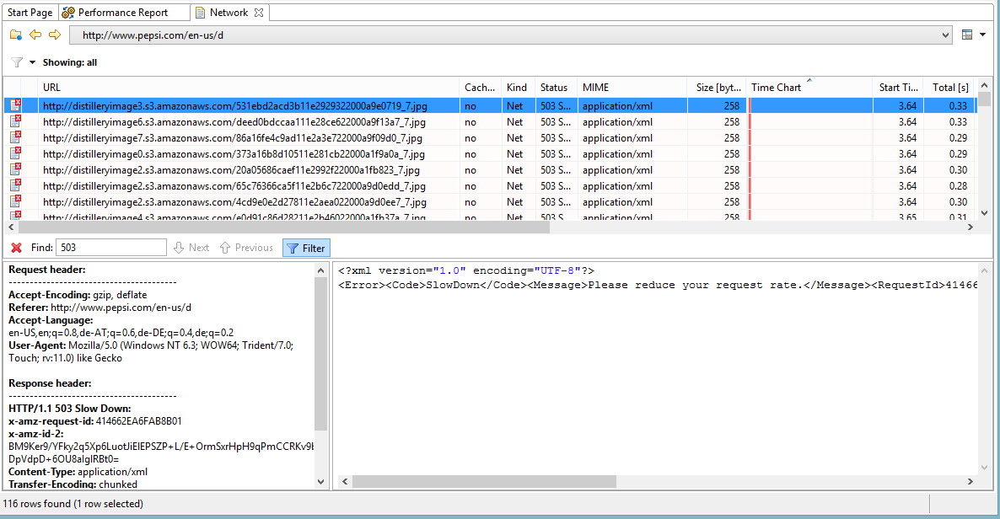 Start Page Performance Report Network
http://www.pepsi.com/en-us/d
Showing: all
URL Cach... Kind Status MIME Size [byt... Time Chart Start Ti... Total [s]
http://distilleryimage3.s3.amazonaws.com/531ebd2acd3b11e2929322000a9e0719_7.jpg no Net 503 S... application/xml 258 3.64 0.33
http://distilleryimage6.s3.amazonaws.com/deed0bdccaa111e28ce622000a9f13a7_7.jpg no Net 503 S... application/xml 258 3.64 0.33
http://distilleryimage7.s3.amazonaws.com/86a16fe4c9ad11e2a3e722000a9f09d0_7.jpg no Net 503 S... application/xml 258 3.64 0.29
http://distilleryimage0.s3.amazonaws.com/373a16b8d10511e281cb22000a1f9a0a_7.jpg no Net 503 S... application/xml 258 3.64 0.29
http://distilleryimage2.s3.amazonaws.com/20a05686caef11e2992f22000a1fb823_7.jpg no Net 503 S... application/xml 258 3.64 0.30
http://distilleryimage2.s3.amazonaws.com/65c76366ca5f11e2b6c722000a9d0edd_7.jpg no Net 503 S... application/xml 258 3.64 0.28
http://distilleryimage2.s3.amazonaws.com/4cd9e0e2d27811e2aea022000a9d0ee7_7.jpg no Net 503 S... application/xml 258 3.64 0.30
http://distilleryimage4.s3.amazonaws.com/e0d91c86d28211e2b46022000a1fb37a_7.jpg no Net 503 S... application/xml 258 3.65 0.31
Find: 503 Next Previous Filter
Request header:
----------------------------------------
Accept-Encoding: gzip, deflate
Referer: http://www.pepsi.com/en-us/d
Accept-Language:
en-US,en;q=0.8,de-AT;q=0.6,de-DE;q=0.4,de;q=0.2
User-Agent: Mozilla/5.0 (Windows NT 6.3; WOW64; Trident/7.0;
Touch; rv:11.0) like Gecko
Response header:
----------------------------------------
HTTP/1.1 503 Slow Down:
x-amz-request-id: 414662EA6FAB8B01
x-amz-id-2:
BM9Ker9/YFky2q5Xp6LuotJiEIEPSZP+L/E+OrmSxrHpH9qPmCCRKv9b
DpVdpD+6OU8algIRBt0=
Content-Type: application/xml
Transfer-Encoding: chunked
<?xml version="1.0" encoding="UTF-8"?>
<Error><Code>SlowDown</Code><Message>Please reduce your request rate.</Message><RequestId>41466
116 rows found (1 row selected)